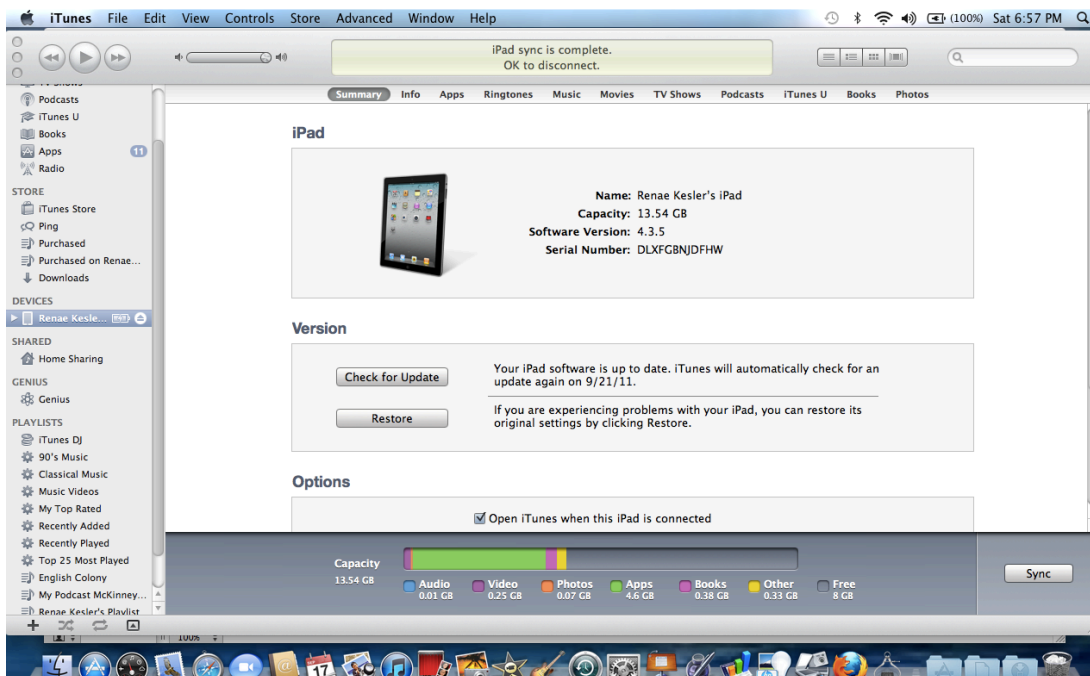 iTunes File Edit View Controls Store Advanced Window Help (100%) Sat 6:57 PM
iPad sync is complete.
OK to disconnect.
Summary Info Apps Ringtones Music Movies TV Shows Podcasts iTunes U Books Photos
TV Shows
Podcasts
iTunes U
Books
Apps 11
Radio
STORE
iTunes Store
Ping
Purchased
Purchased on Renae...
Downloads
DEVICES
Renae Kesle...
SHARED
Home Sharing
GENIUS
Genius
PLAYLISTS
iTunes DJ
90's Music
Classical Music
Music Videos
My Top Rated
Recently Added
Recently Played
Top 25 Most Played
English Colony
My Podcast McKinney...
Renae Kesler's Playlist
iPad
Name: Renae Kesler's iPad
Capacity: 13.54 GB
Software Version: 4.3.5
Serial Number: DLXFGBNJDFHW
Version
Check for Update
Your iPad software is up to date. iTunes will automatically check for an
update again on 9/21/11.
Restore
If you are experiencing problems with your iPad, you can restore its
original settings by clicking Restore.
Options
Open iTunes when this iPad is connected
Capacity
13.54 GB
Audio Video Photos Apps Books Other Free
0.01 GB 0.25 GB 0.07 GB 4.6 GB 0.38 GB 0.33 GB 8 GB
Sync
100%
17